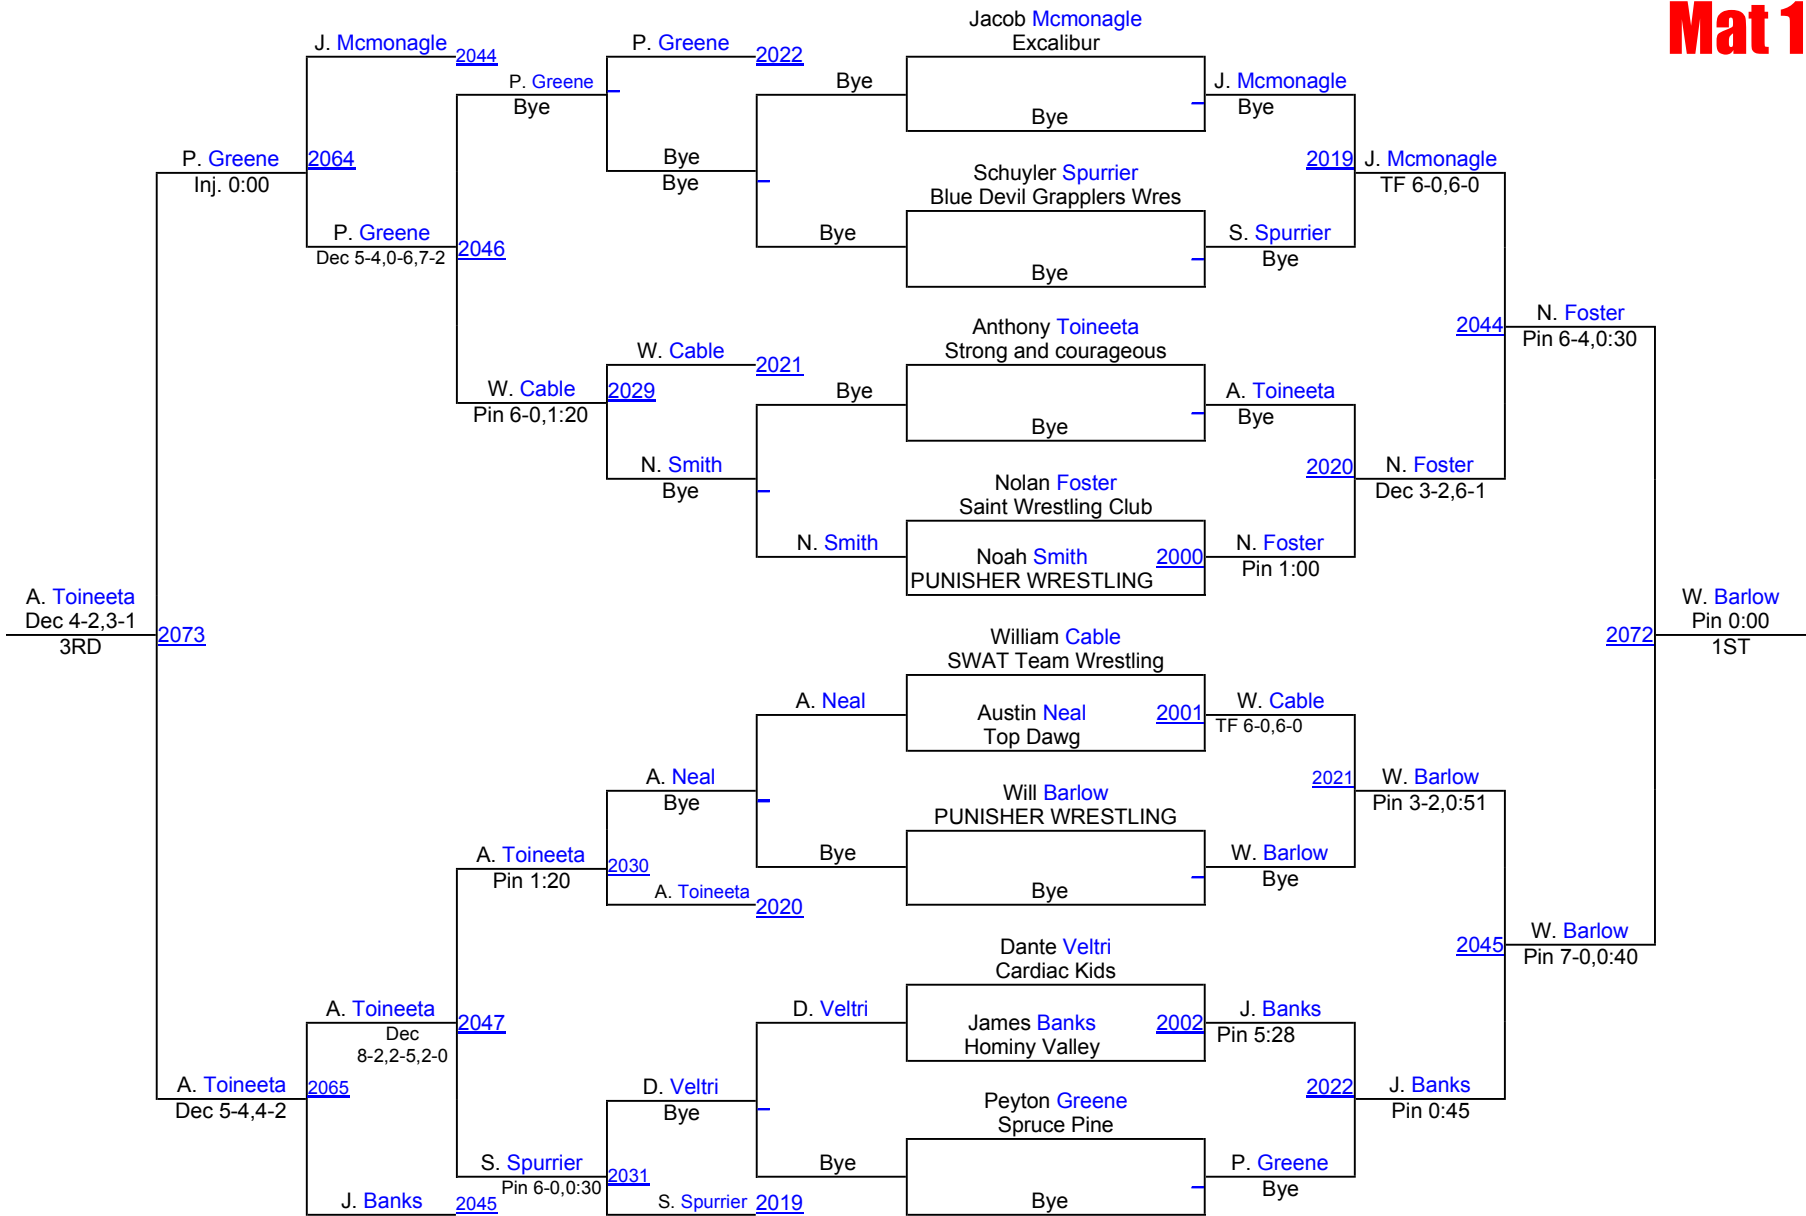 Mat 1
Jacob Mcmonagle
Excalibur
J. Mcmonagle
2044
P. Greene
2022
P. Greene
Bye
Bye
Bye
J. Mcmonagle
Bye
P. Greene
Inj. 0:00
2064
Bye
Bye
Schuyler Spurrier
Blue Devil Grapplers Wres
2019
J. Mcmonagle
TF 6-0,6-0
P. Greene
Dec 5-4,0-6,7-2
2046
Bye
Bye
S. Spurrier
Bye
Anthony Toineeta
Strong and courageous
2044
N. Foster
Pin 6-4,0:30
W. Cable
2021
W. Cable
Pin 6-0,1:20
2029
Bye
Bye
A. Toineeta
Bye
N. Smith
Bye
Nolan Foster
Saint Wrestling Club
2020
N. Foster
Dec 3-2,6-1
N. Smith
Noah Smith
PUNISHER WRESTLING
2000
N. Foster
Pin 1:00
A. Toineeta
Dec 4-2,3-1
3RD
2073
William Cable
SWAT Team Wrestling
2072
W. Barlow
Pin 0:00
1ST
A. Neal
Austin Neal
Top Dawg
2001
W. Cable
TF 6-0,6-0
A. Neal
Bye
Will Barlow
PUNISHER WRESTLING
2021
W. Barlow
Pin 3-2,0:51
A. Toineeta
Pin 1:20
2030
Bye
Bye
W. Barlow
Bye
A. Toineeta
2020
Dante Veltri
Cardiac Kids
2045
W. Barlow
Pin 7-0,0:40
A. Toineeta
Dec
8-2,2-5,2-0
2047
D. Veltri
James Banks
Hominy Valley
2002
J. Banks
Pin 5:28
A. Toineeta
Dec 5-4,4-2
2065
D. Veltri
Bye
Peyton Greene
Spruce Pine
2022
J. Banks
Pin 0:45
S. Spurrier
Pin 6-0,0:30
2031
Bye
Bye
P. Greene
Bye
J. Banks
2045
S. Spurrier
2019